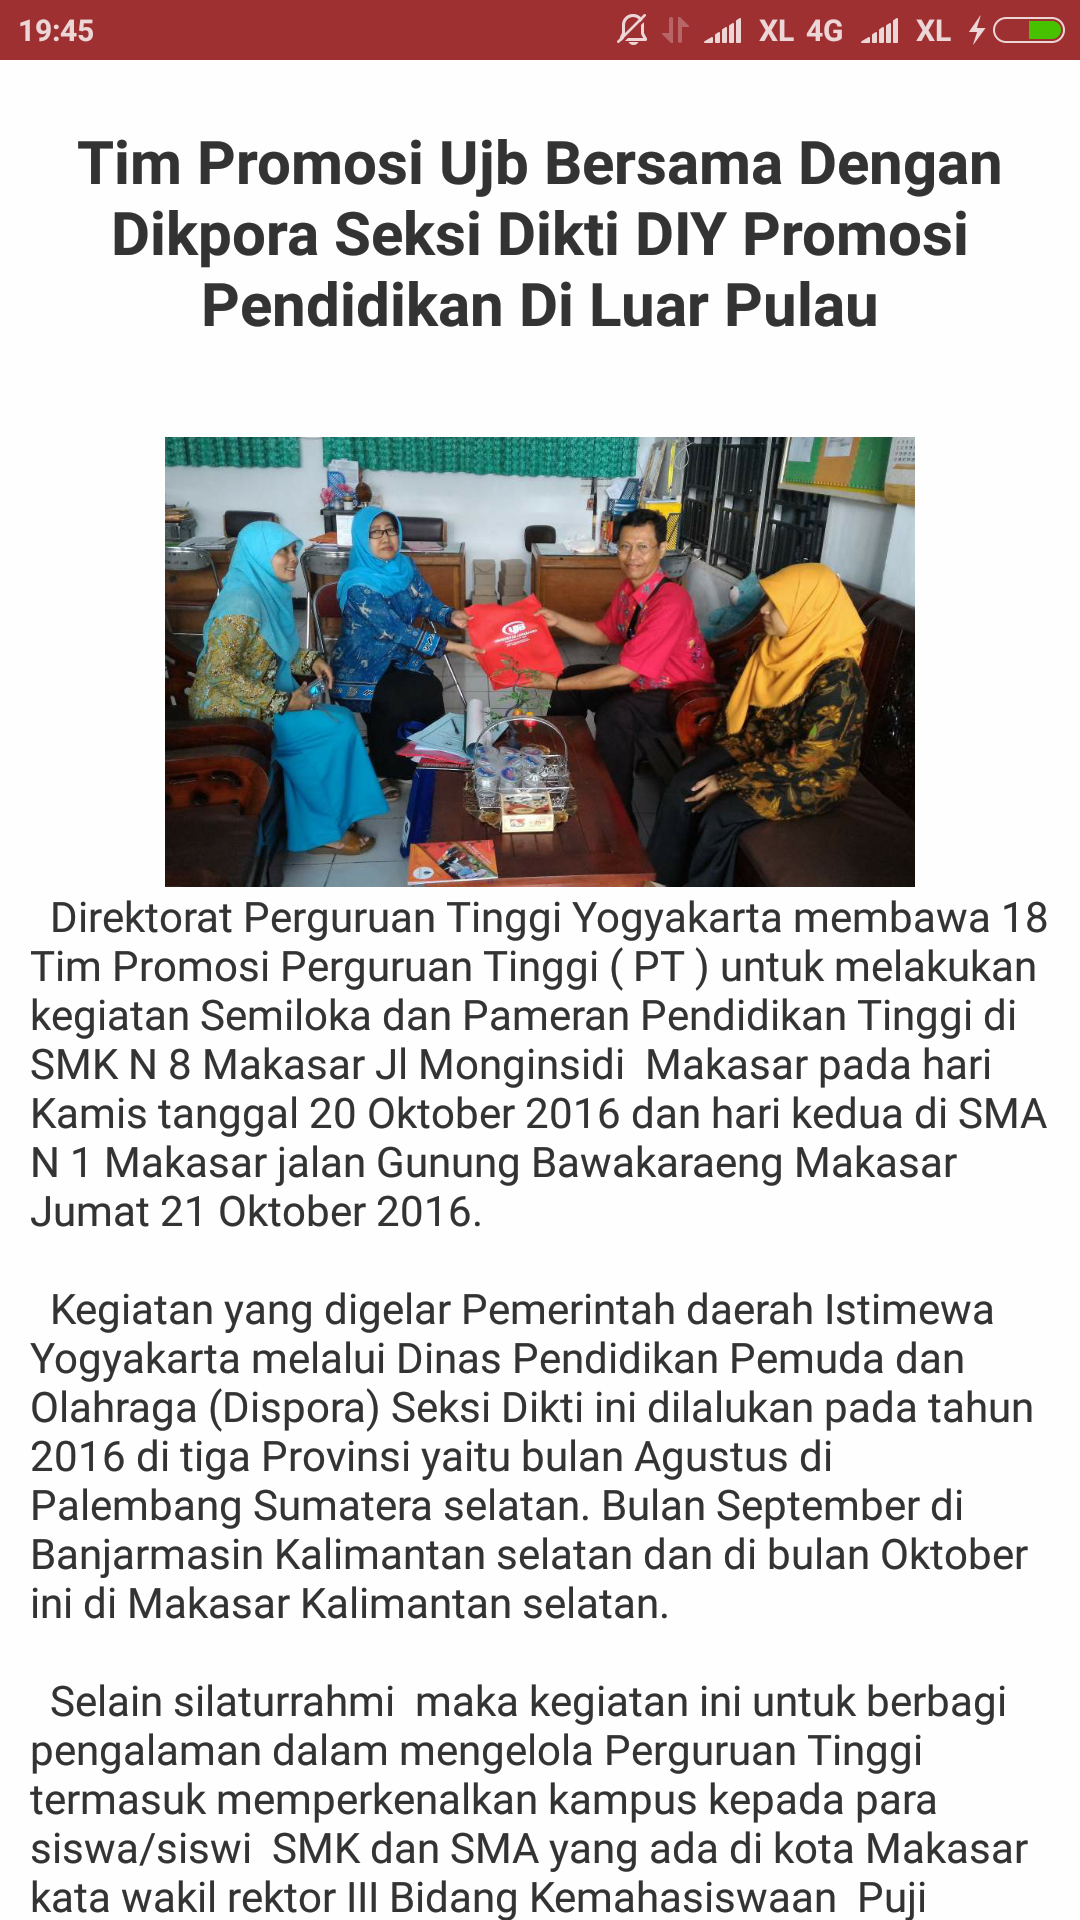 19:45 XL 4G XL
Tim Promosi Ujb Bersama Dengan
Dikpora Seksi Dikti DIY Promosi
Pendidikan Di Luar Pulau
UJB
Direktorat Perguruan Tinggi Yogyakarta membawa 18
Tim Promosi Perguruan Tinggi ( PT ) untuk melakukan
kegiatan Semiloka dan Pameran Pendidikan Tinggi di
SMK N 8 Makasar Jl Monginsidi  Makasar pada hari
Kamis tanggal 20 Oktober 2016 dan hari kedua di SMA
N 1 Makasar jalan Gunung Bawakaraeng Makasar
Jumat 21 Oktober 2016.
Kegiatan yang digelar Pemerintah daerah Istimewa
Yogyakarta melalui Dinas Pendidikan Pemuda dan
Olahraga (Dispora) Seksi Dikti ini dilalukan pada tahun
2016 di tiga Provinsi yaitu bulan Agustus di
Palembang Sumatera selatan. Bulan September di
Banjarmasin Kalimantan selatan dan di bulan Oktober
ini di Makasar Kalimantan selatan.
Selain silaturrahmi  maka kegiatan ini untuk berbagi
pengalaman dalam mengelola Perguruan Tinggi
termasuk memperkenalkan kampus kepada para
siswa/siswi  SMK dan SMA yang ada di kota Makasar
kata wakil rektor III Bidang Kemahasiswaan  Puji